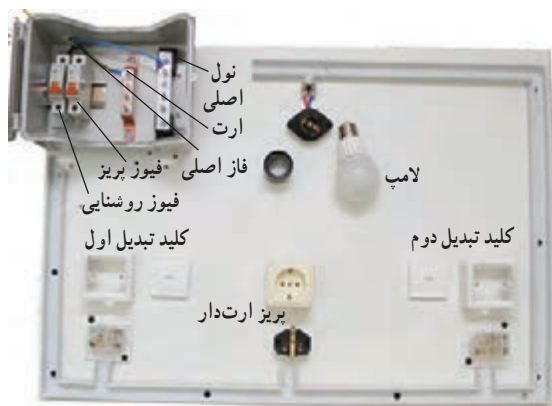 نول
اصلی
ارت
فاز اصلی
فیوز پریز
فیوز روشنایی
لامپ
کلید تبدیل اول
کلید تبدیل دوم
پریز ارت‌دار